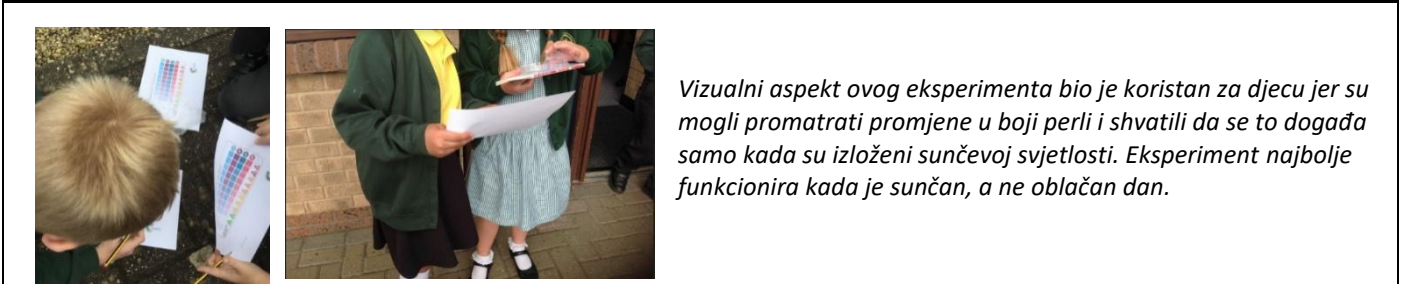 Vizualni aspekt ovog eksperimenta bio je koristan za djecu jer su
mogli promatrati promjene u boji perli i shvatili da se to događa
samo kada su izloženi sunčevoj svjetlosti. Eksperiment najbolje
funkcionira kada je sunčan, a ne oblačan dan.